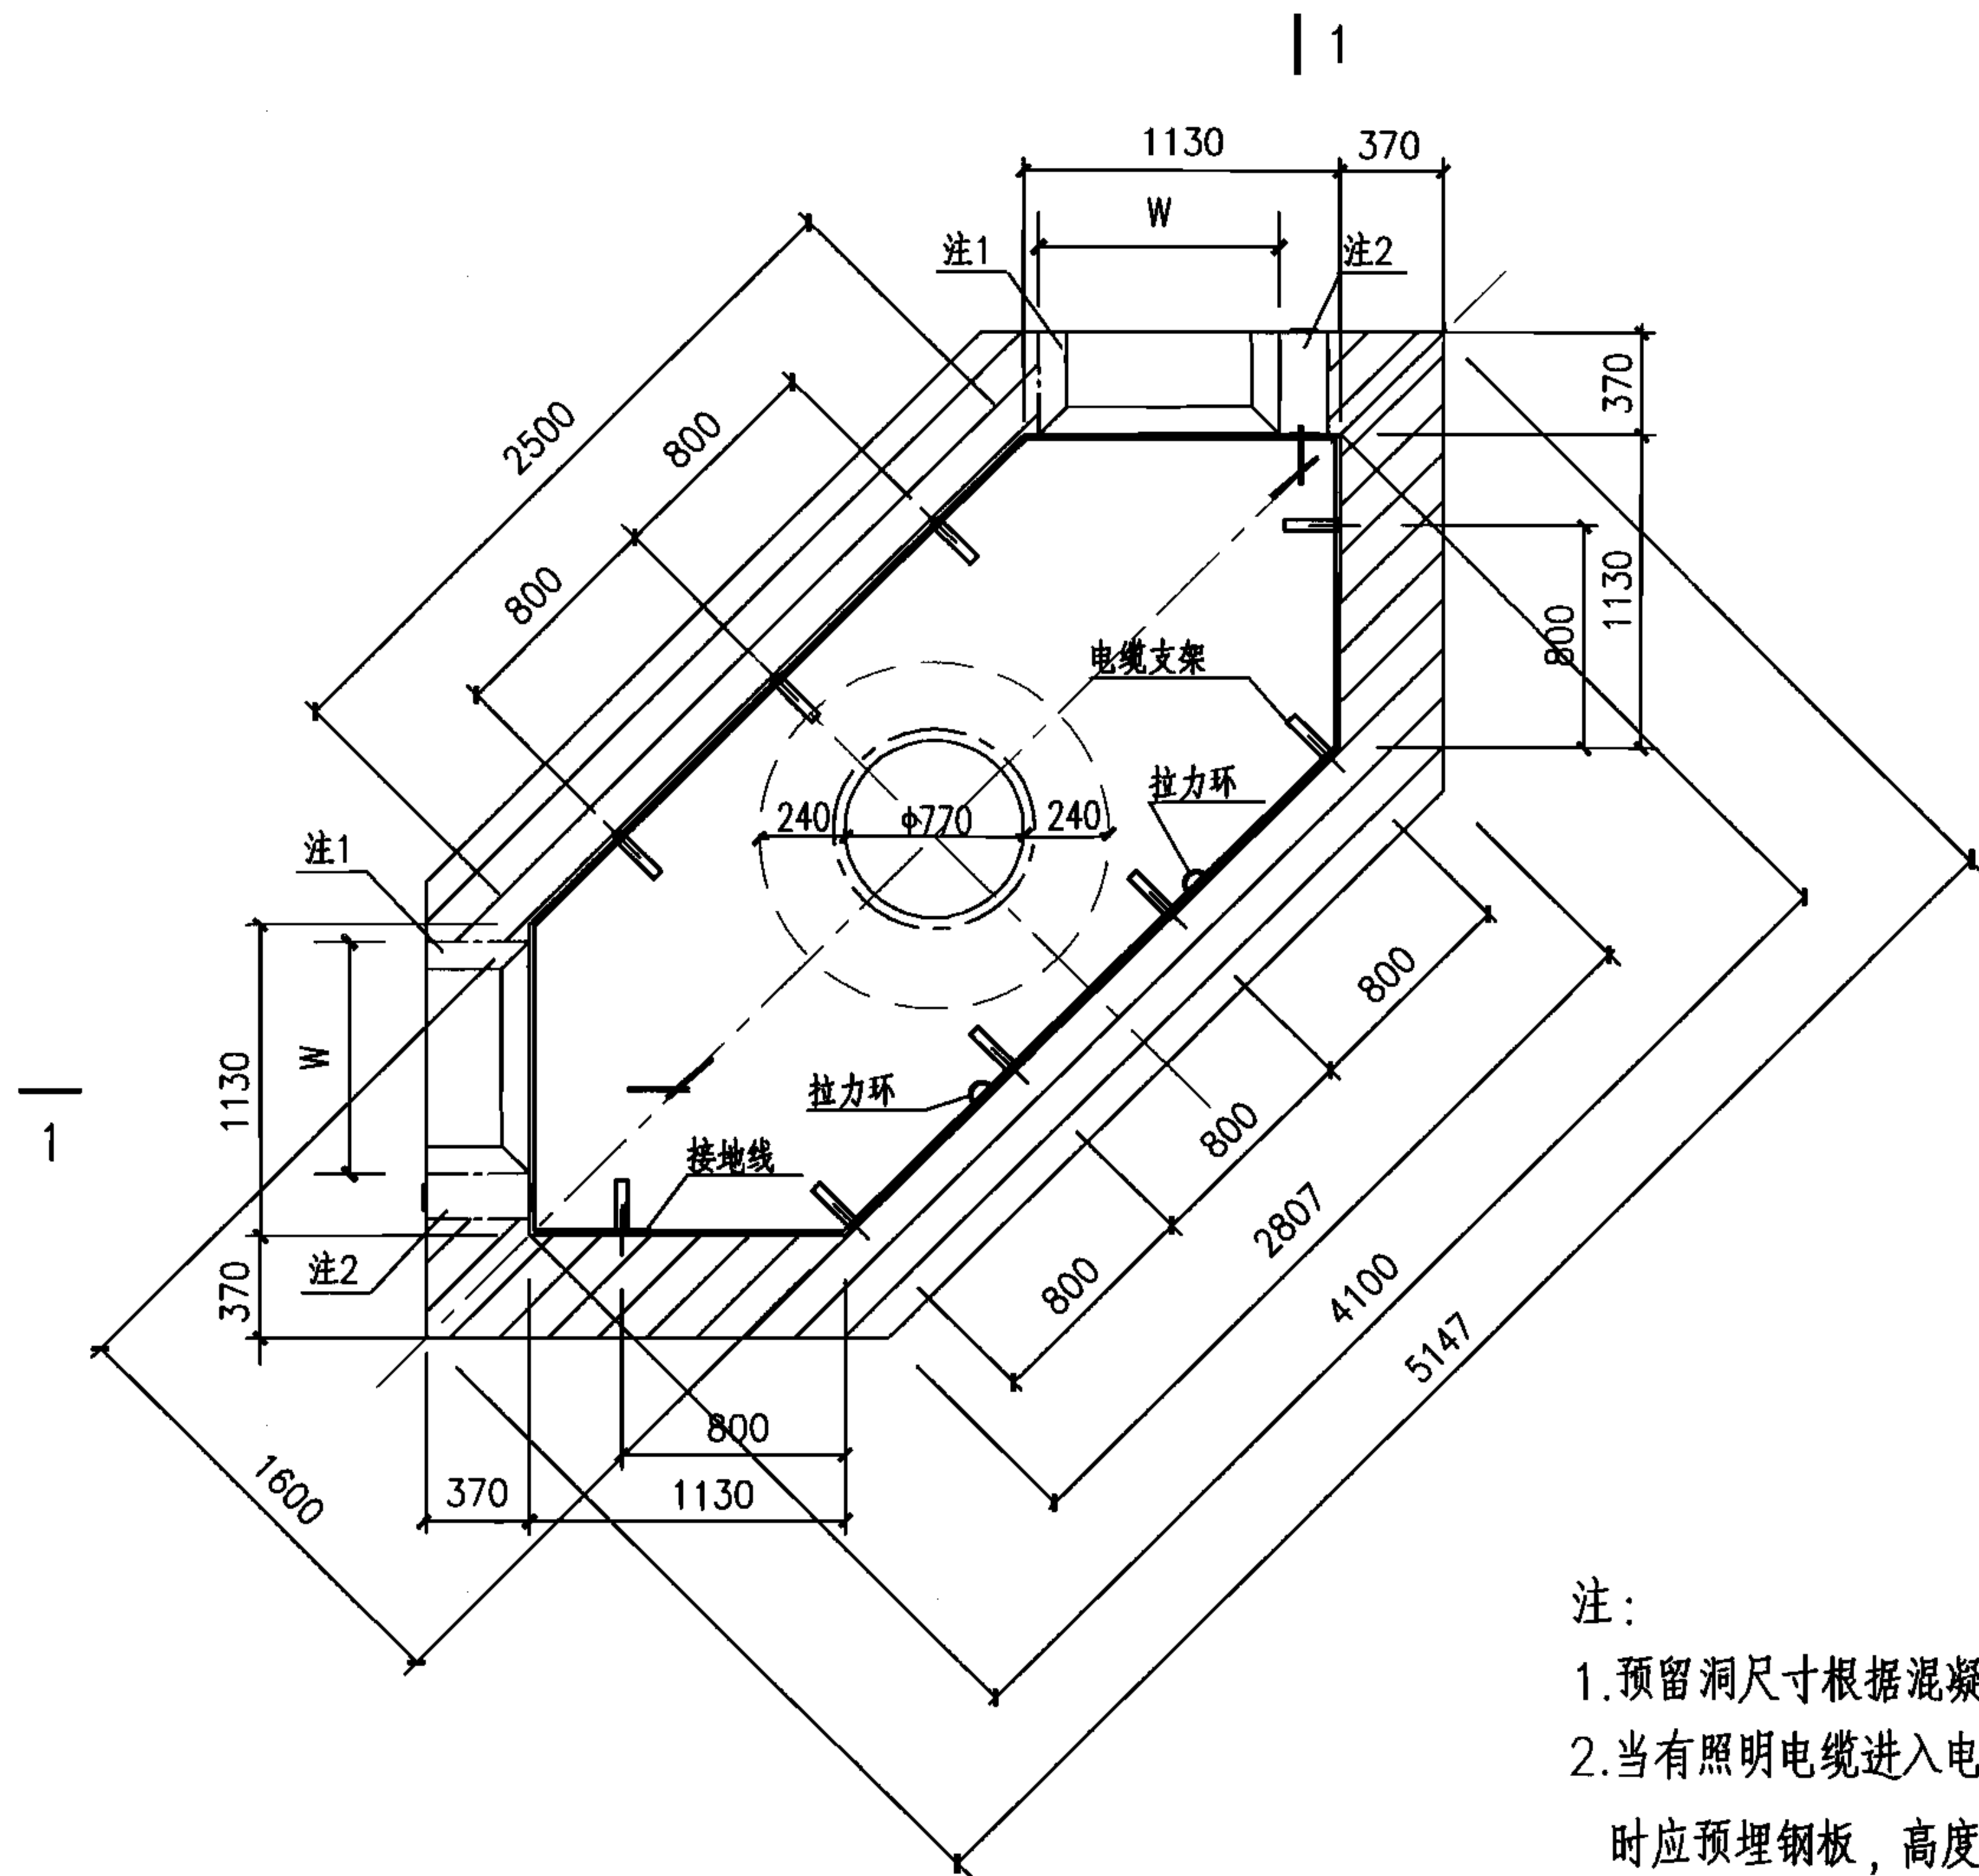 1
1130
370
W
注1
注2
370
2500
800
800
1130
800
电缆支架
拉力环
240
φ770
240
注1
800
W
1130
拉力环
1
800
接地线
2807
注2
370
800
4100
5147
800
1600
370
1130
注：
1.预留洞尺寸根据混凝
2.当有照明电缆进入电
时应预埋钢板，高度